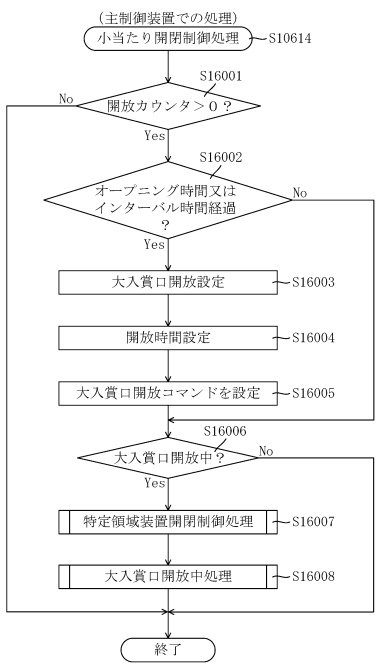 (主制御装置での処理)
小当たり開閉制御処理 S10614
S16001
No
開放カウンタ>0?
Yes
S16002
オープニング時間又は
インターバル時間経過
?
No
Yes
大入賞口開放設定 S16003
開放時間設定 S16004
大入賞口開放コマンドを設定 S16005
S16006
大入賞口開放中?
No
Yes
特定領域装置開閉制御処理 S16007
大入賞口開放中処理 S16008
終了